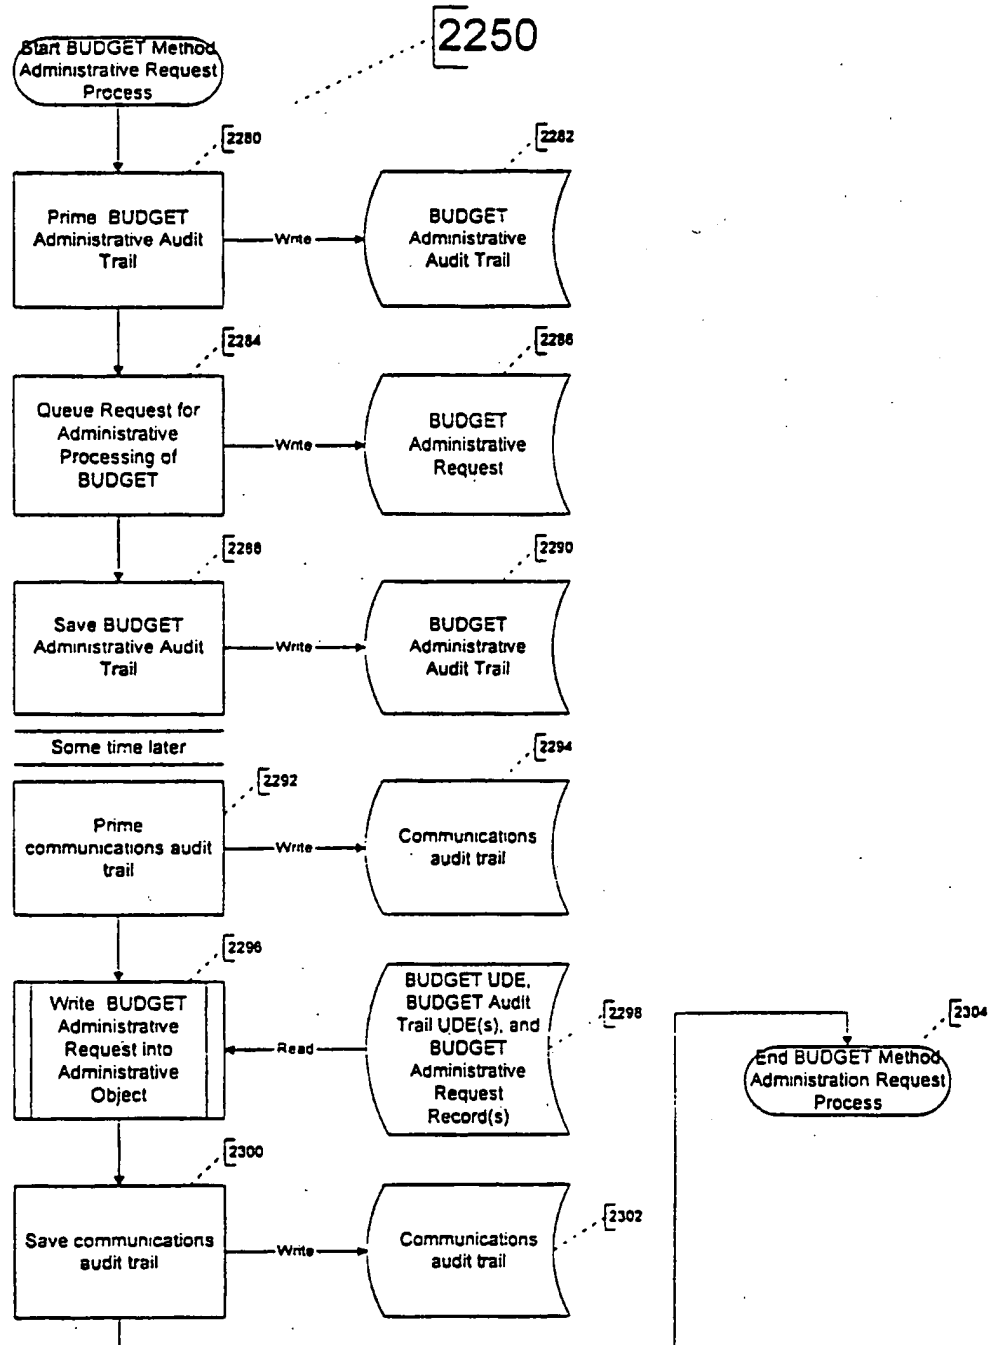 2250
Start BUDGET Method
Administrative Request
Process
2280
2282
Prime BUDGET
Administrative Audit
Trail
Write
BUDGET
Administrative
Audit Trail
2284
2286
Queue Request for
Administrative
Processing of
BUDGET
Write
BUDGET
Administrative
Request
2288
2290
Save BUDGET
Administrative Audit
Trail
Write
BUDGET
Administrative
Audit Trail
Some time later
2292
2294
Prime
communications audit
trail
Write
Communications
audit trail
2296
2298
Write BUDGET
Administrative
Request into
Administrative
Object
Read
BUDGET UDE,
BUDGET Audit
Trail UDE(s), and
BUDGET
Administrative
Request
Record(s)
2304
End BUDGET Method
Administration Request
Process
2300
2302
Save communications
audit trail
Write
Communications
audit trail